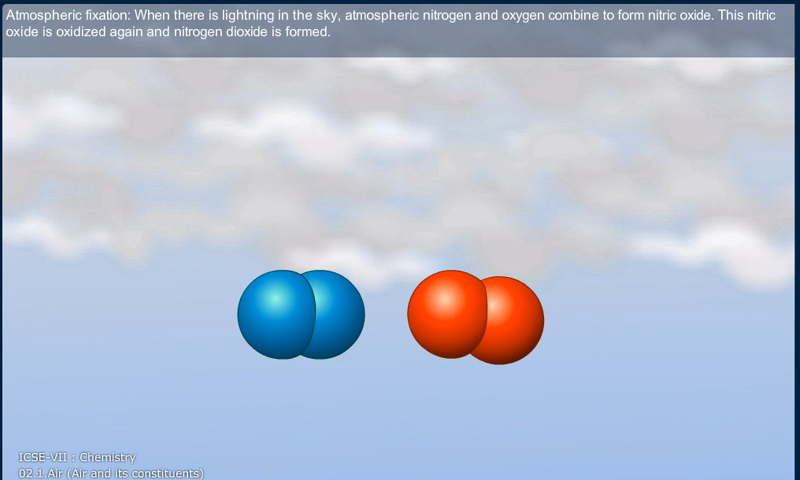 Atmospheric fixation: When there is lightning in the sky, atmospheric nitrogen and oxygen combine to form nitric oxide. This nitric
oxide is oxidized again and nitrogen dioxide is formed.
ICSE-VII : Chemistry
02.1.Air (Air and its constituents)